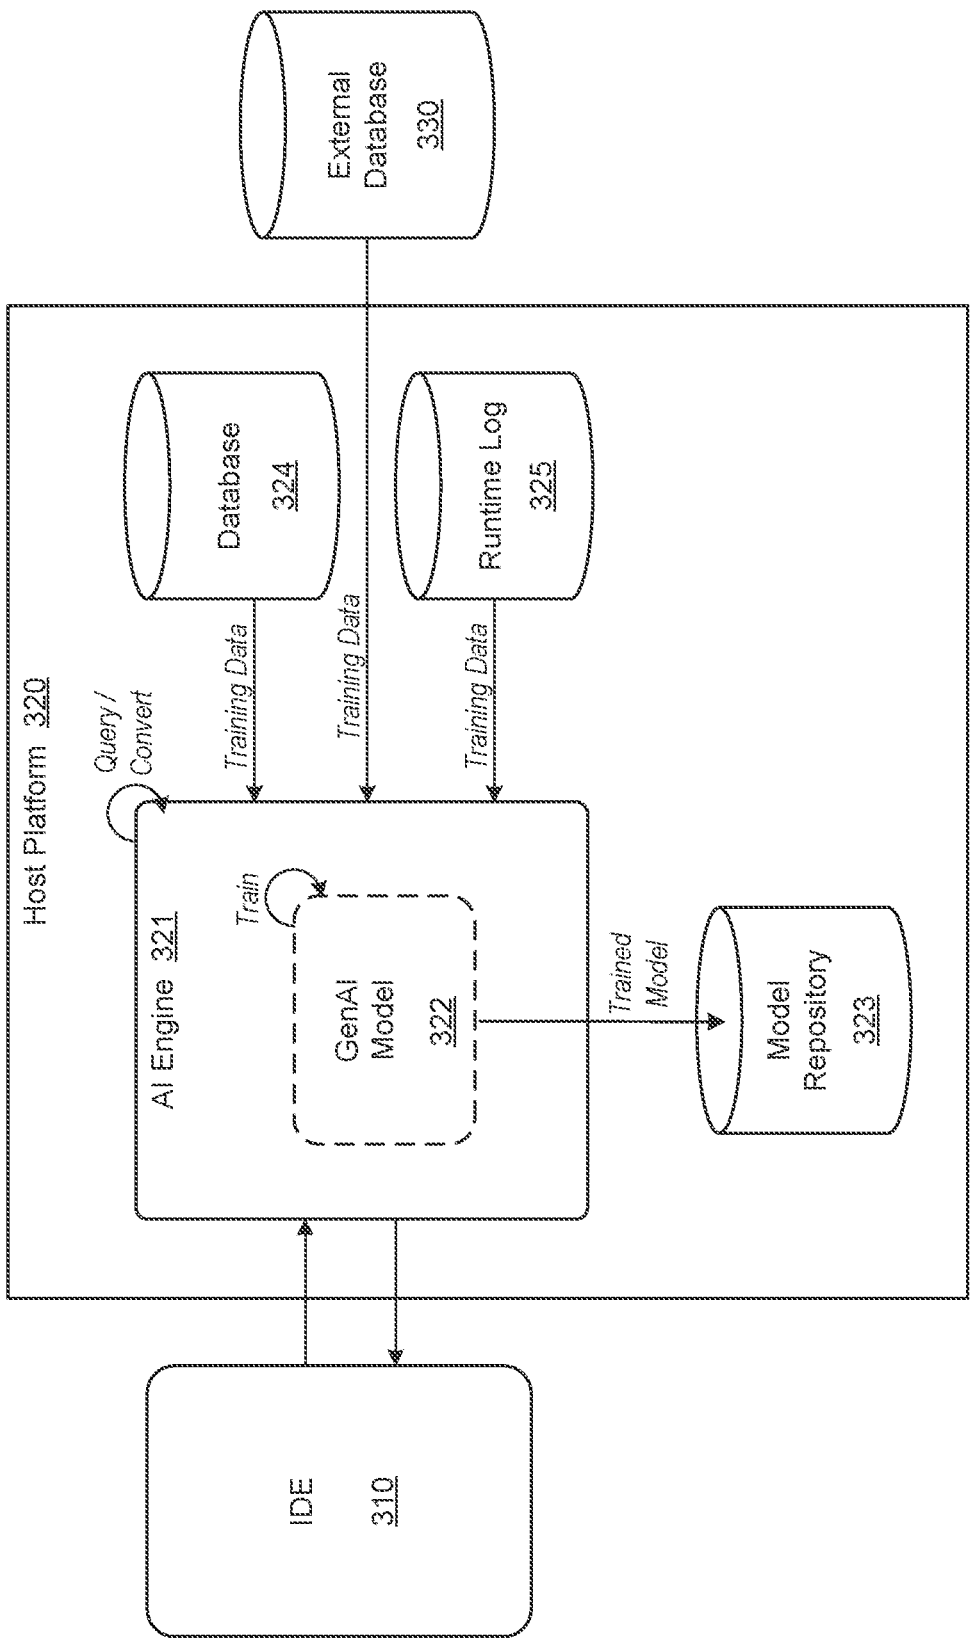 Host Platform 320
AI Engine 321
Query /
Convert
Train
GenAI
Model
322
Training Data
Training Data
Training Data
Database
324
Runtime Log
325
External
Database
330
IDE
310
Trained
Model
Model
Repository
323